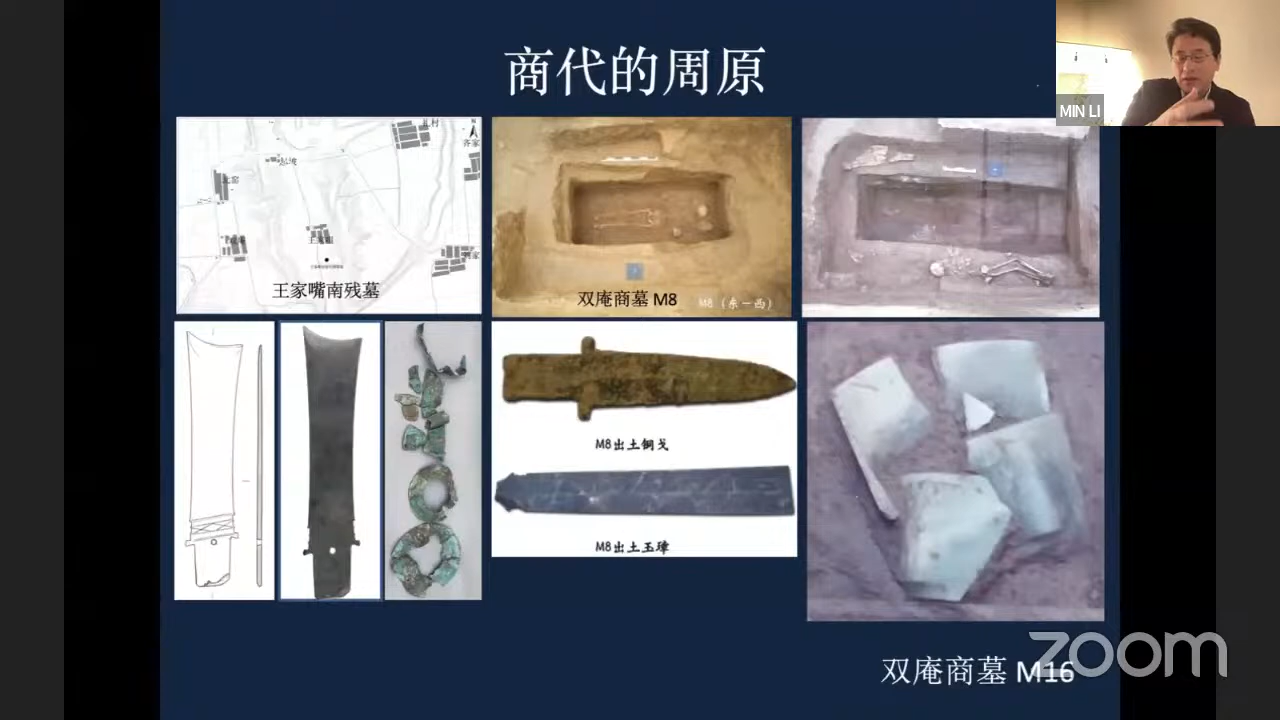 商代的周原
MIN LI
王家嘴南残墓
双庵商墓 M8
M8（东一西）
M8出土铜戈
M8出土玉璋
双庵商墓 M16
zoom